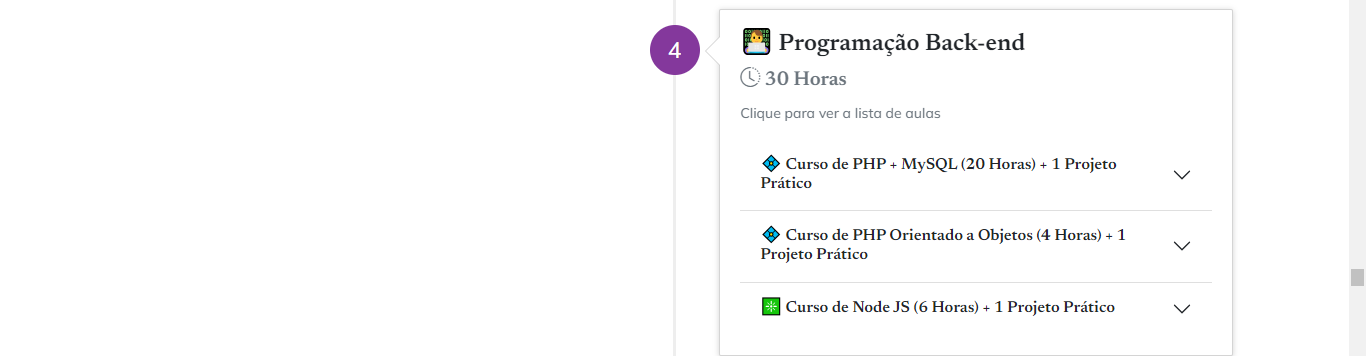 4
Programação Back-end
30 Horas
Clique para ver a lista de aulas
Curso de PHP + MySQL (20 Horas) + 1 Projeto
Prático
Curso de PHP Orientado a Objetos (4 Horas) + 1
Projeto Prático
Curso de Node JS (6 Horas) + 1 Projeto Prático